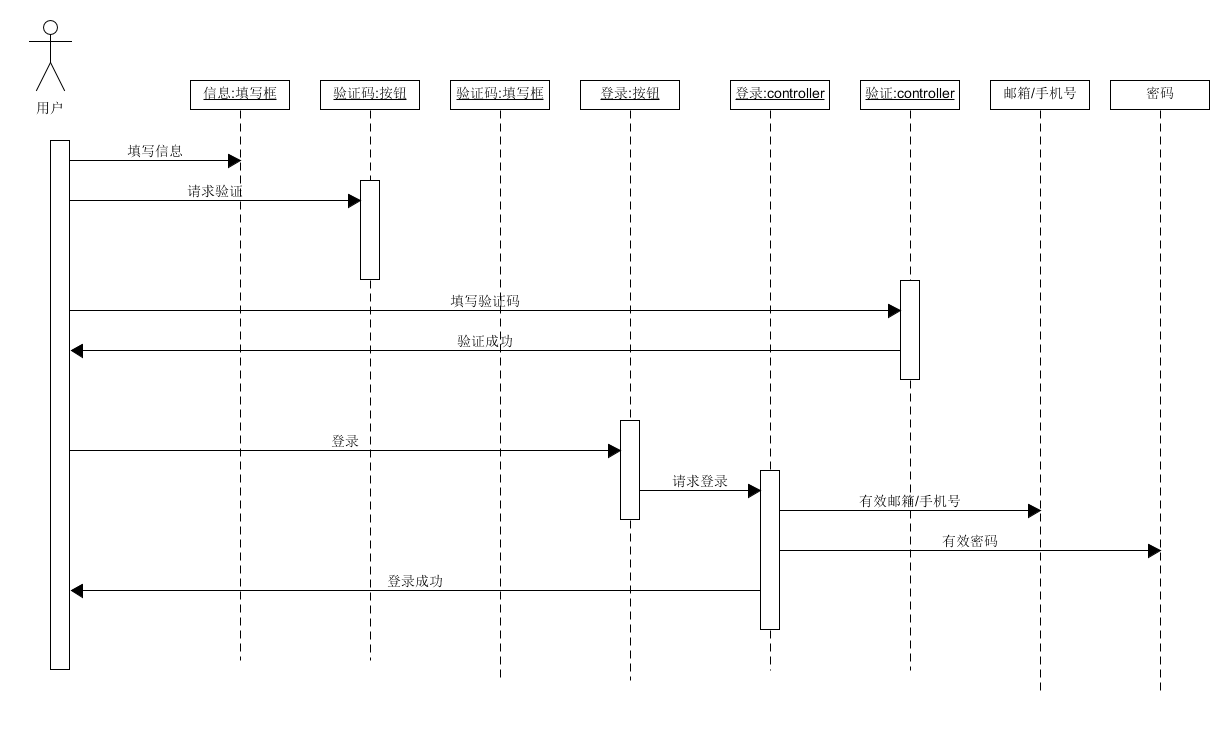 用户
信息:填写框
验证码:按钮
验证码:填写框
登录:按钮
登录:controller
验证:controller
邮箱/手机号
密码
填写信息
请求验证
填写验证码
验证成功
登录
请求登录
有效邮箱/手机号
有效密码
登录成功